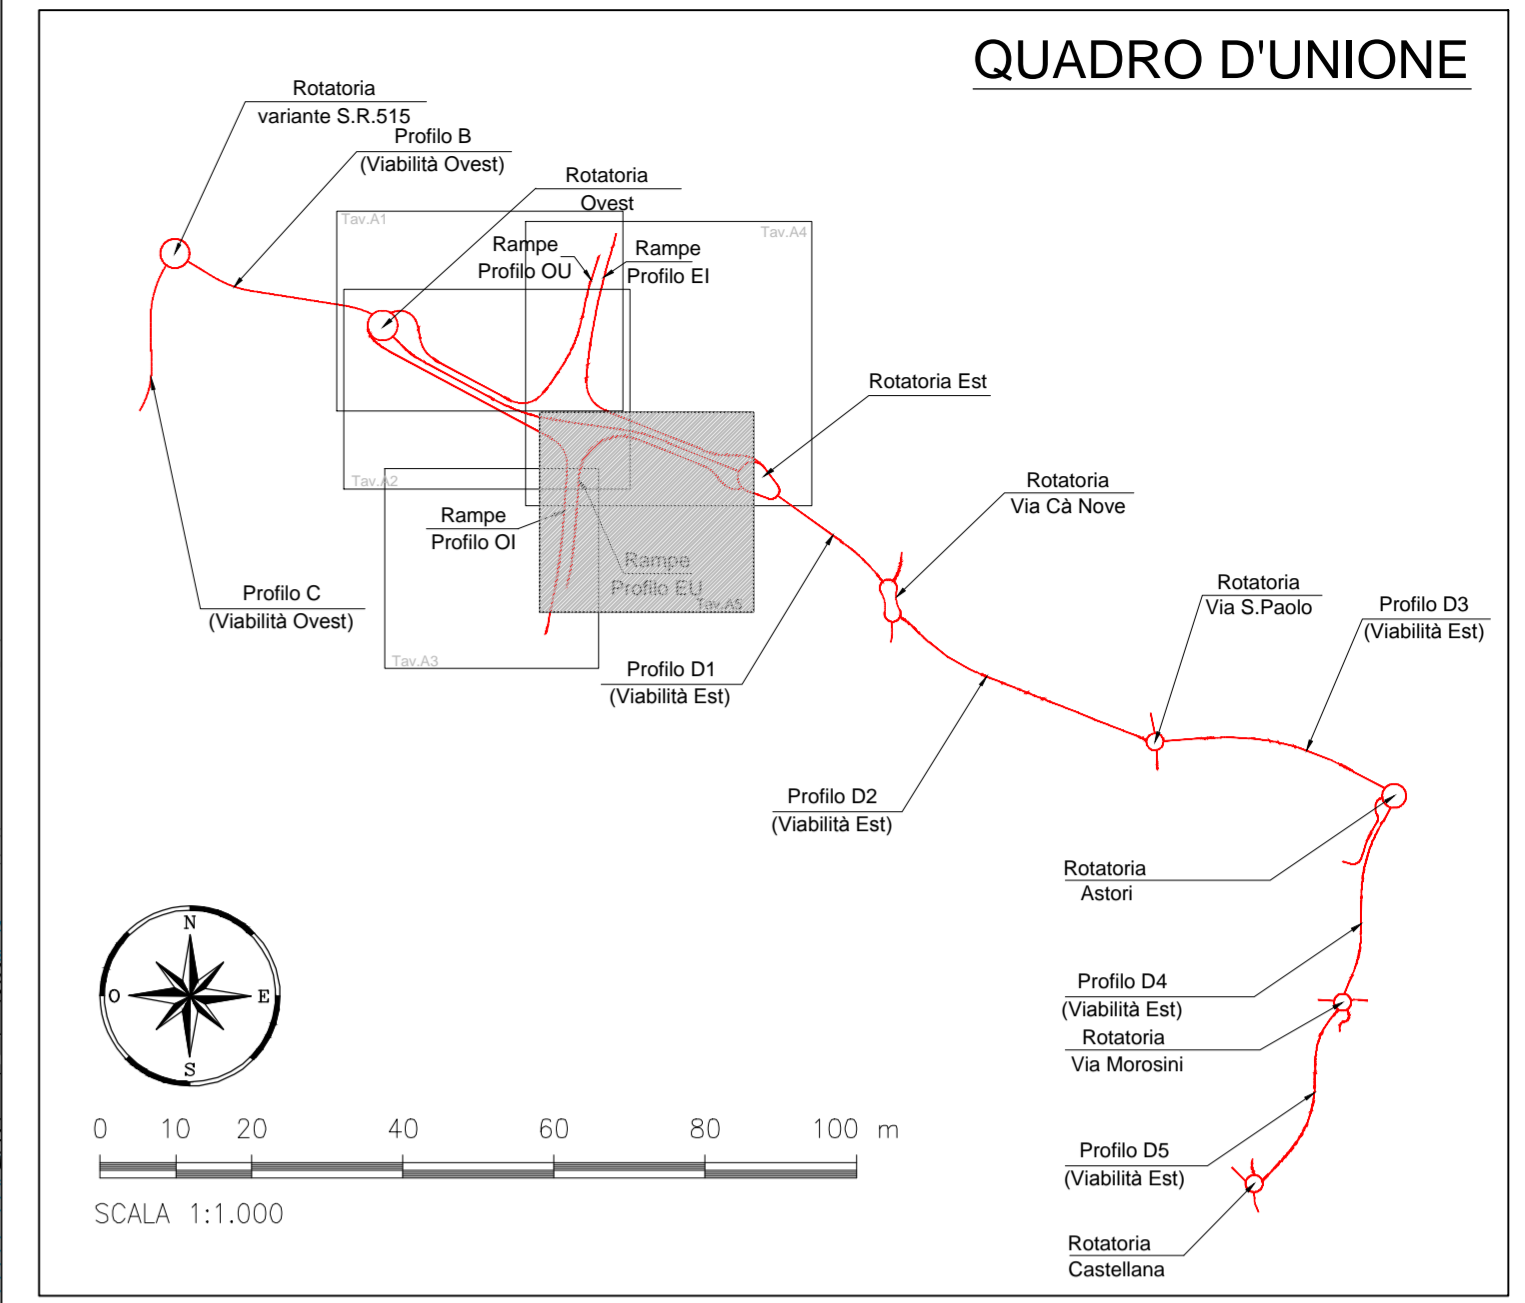 QUADRO D'UNIONE
Rotatoria
variante S.R.515
Profilo B
(Viabilità Ovest)
Rotatoria
Ovest
Tav.A1
Tav.A4
Rampe
Profilo OU
Rampe
Profilo EI
Rotatoria Est
Tav.A2
Rampe
Profilo OI
Rampe
Profilo EU
Tav.A5
Rotatoria
Via Cà Nove
Profilo C
(Viabilità Ovest)
Rotatoria
Via S.Paolo
Profilo D3
(Viabilità Est)
Tav.A3
Profilo D1
(Viabilità Est)
Profilo D2
(Viabilità Est)
Rotatoria
Astori
Profilo D4
(Viabilità Est)
Rotatoria
Via Morosini
Profilo D5
(Viabilità Est)
Rotatoria
Castellana
N
O
E
S
0 10 20 40 60 80 100 m
SCALA 1:1.000